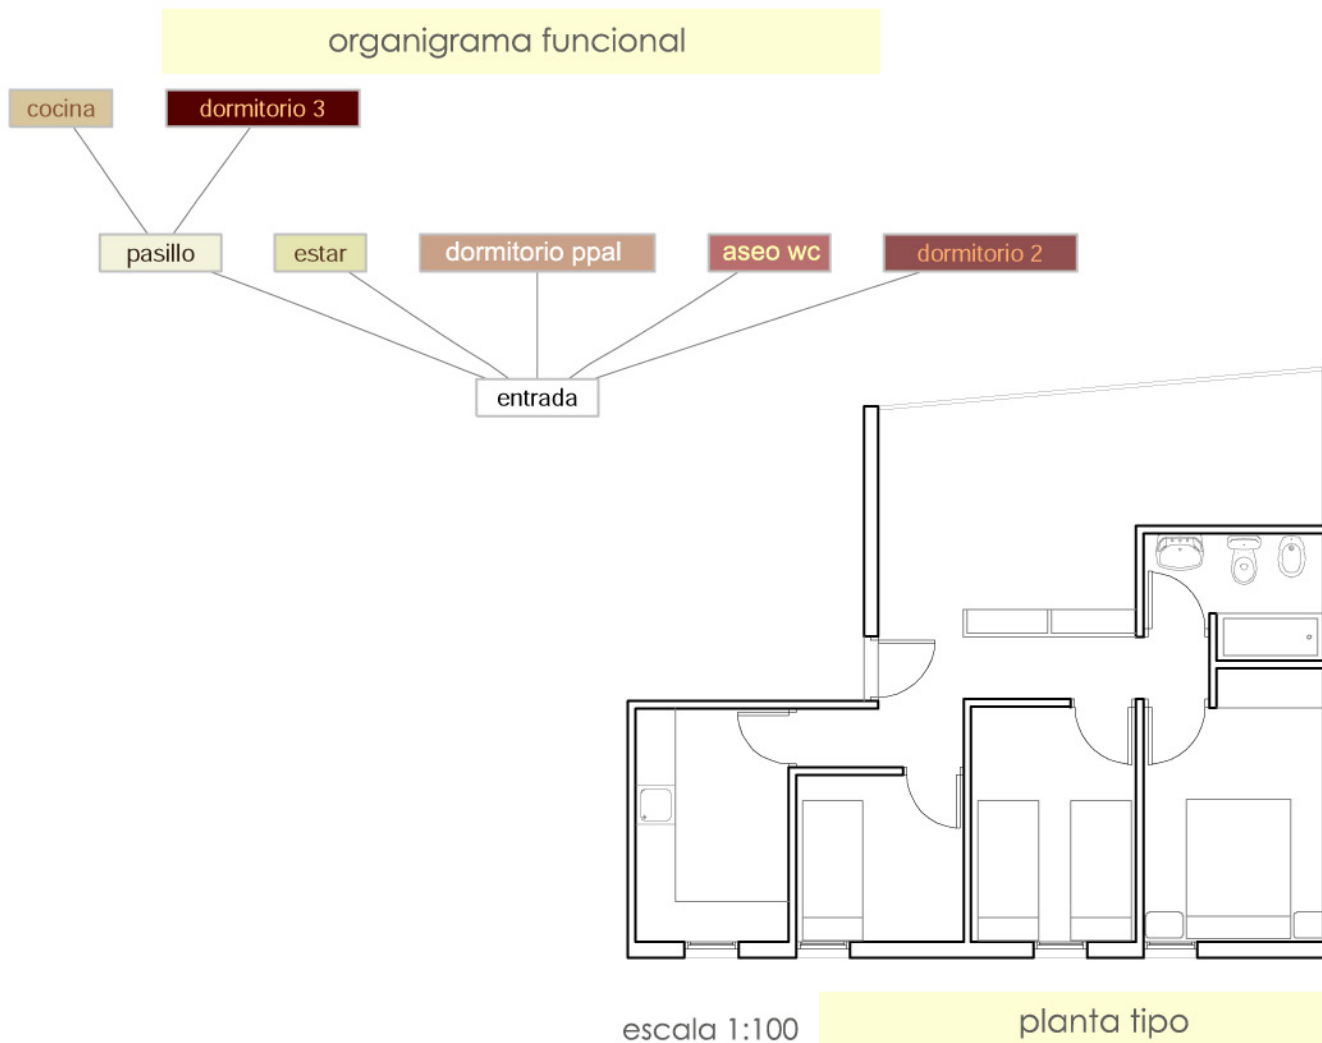 organigrama funcional
cocina
dormitorio 3
pasillo
estar
dormitorio ppal
aseo wc
dormitorio 2
entrada
escala 1:100
planta tipo